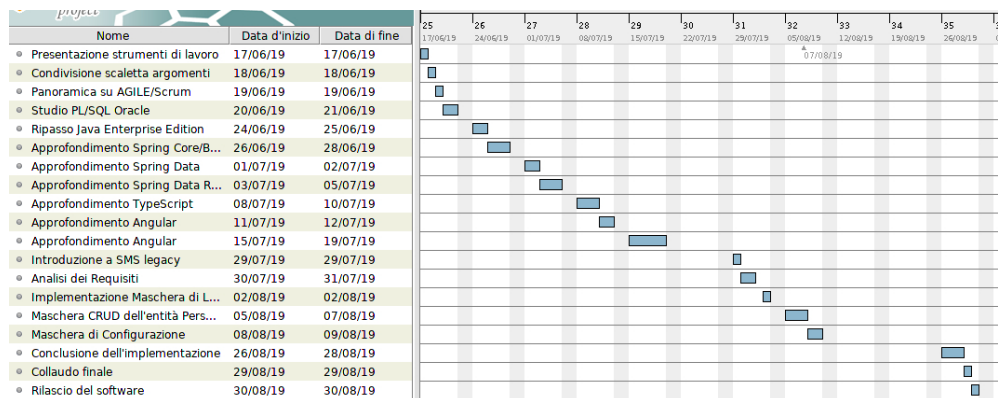 project
25 26 27 28 29 30 31 32 33 34 35
17/06/19 24/06/19 01/07/19 08/07/19 15/07/19 22/07/19 29/07/19 05/08/19 12/08/19 19/08/19 26/08/19
07/08/19
Nome Data d'inizio Data di fine
Presentazione strumenti di lavoro 17/06/19 17/06/19
Condivisione scaletta argomenti 18/06/19 18/06/19
Panoramica su AGILE/Scrum 19/06/19 19/06/19
Studio PL/SQL Oracle 20/06/19 21/06/19
Ripasso Java Enterprise Edition 24/06/19 25/06/19
Approfondimento Spring Core/B... 26/06/19 28/06/19
Approfondimento Spring Data 01/07/19 02/07/19
Approfondimento Spring Data R... 03/07/19 05/07/19
Approfondimento TypeScript 08/07/19 10/07/19
Approfondimento Angular 11/07/19 12/07/19
Approfondimento Angular 15/07/19 19/07/19
Introduzione a SMS legacy 29/07/19 29/07/19
Analisi dei Requisiti 30/07/19 31/07/19
Implementazione Maschera di L... 02/08/19 02/08/19
Maschera CRUD dell'entità Pers... 05/08/19 07/08/19
Maschera di Configurazione 08/08/19 09/08/19
Conclusione dell'implementazione 26/08/19 28/08/19
Collaudo finale 29/08/19 29/08/19
Rilascio del software 30/08/19 30/08/19